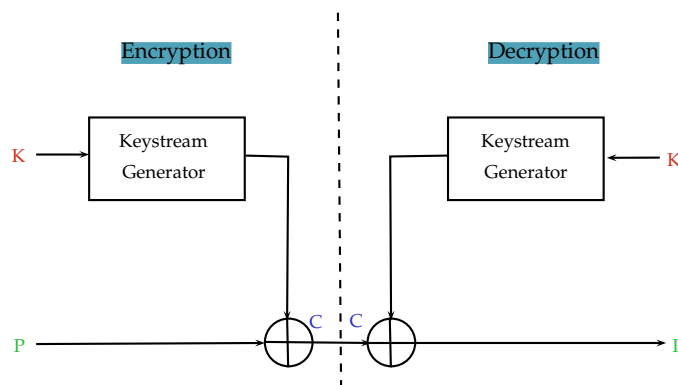 Encryption
Decryption
K
Keystream
Generator
Keystream
Generator
K
P
C
C
P